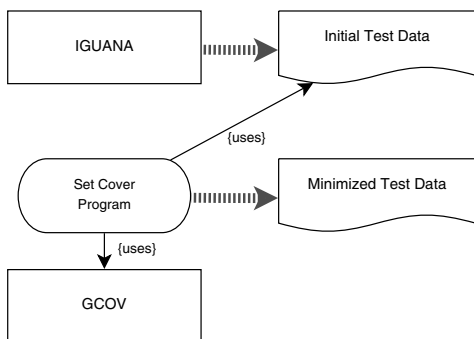 IGUANA
Initial Test Data
{uses}
Set Cover
Program
Minimized Test Data
{uses}
GCOV